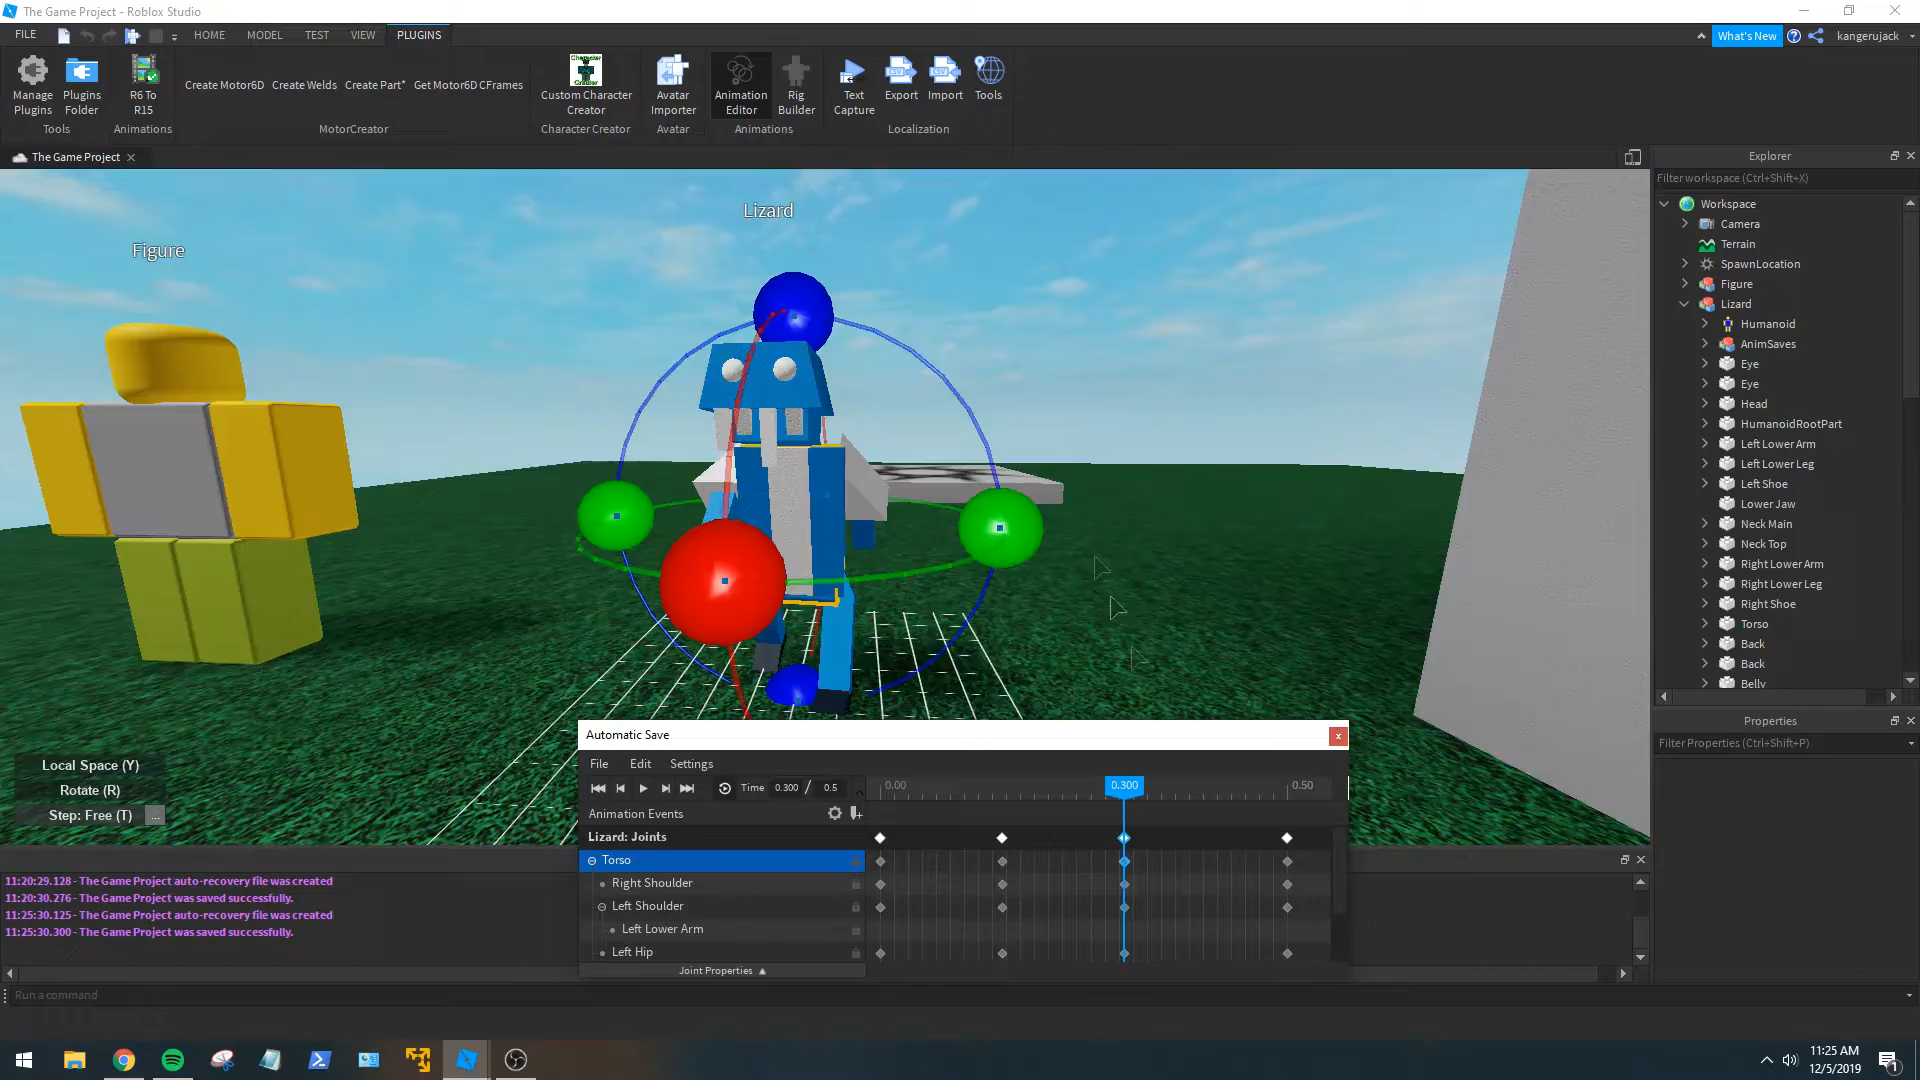 The Game Project - Roblox Studio
FILE
HOME
MODEL
TEST
VIEW
PLUGINS
What's New
kangerujack
Manage Plugins
Plugins Folder
R6 To R15
Create Motor6D
Create Welds
Create Part*
Get Motor6D CFrames
Custom Character Creator
Avatar Importer
Animation Editor
Rig Builder
Text Capture
Export
Import
Tools
Tools
Animations
MotorCreator
Character Creator
Avatar
Animations
Localization
The Game Project
Explorer
Filter workspace (Ctrl+Shift+X)
Workspace
Camera
Terrain
SpawnLocation
Figure
Lizard
Humanoid
AnimSaves
Eye
Eye
Head
HumanoidRootPart
Left Lower Arm
Left Lower Leg
Left Shoe
Lower Jaw
Neck Main
Neck Top
Right Lower Arm
Right Lower Leg
Right Shoe
Torso
Back
Back
Belly
Properties
Filter Properties (Ctrl+Shift+P)
Lizard
Figure
Local Space (Y)
Rotate (R)
Step: Free (T)
...
Automatic Save
File
Edit
Settings
Time
0.300 / 0.5
0.00
0.300
0.50
Animation Events
Lizard: Joints
Torso
Right Shoulder
Left Shoulder
Left Lower Arm
Left Hip
Joint Properties
11:20:29.128 - The Game Project auto-recovery file was created
11:20:30.276 - The Game Project was saved successfully.
11:25:30.125 - The Game Project auto-recovery file was created
11:25:30.300 - The Game Project was saved successfully.
Run a command
11:25 AM
12/5/2019
1